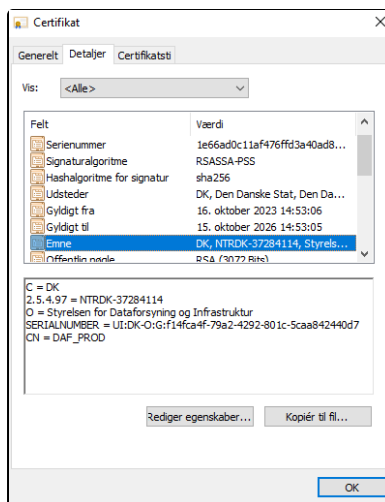 Certifikat
Generelt Detaljer Certifikatsti
Vis: <Alle>
Felt Værdi
Serienummer 1e66ad0c11af476ffd3a40ad8...
Signaturalgoritme RSASSA-PSS
Hashalgoritme for signatur sha256
Udsteder DK, Den Danske Stat, Den Da...
Gyldigt fra 16. oktober 2023 14:53:06
Gyldigt til 15. oktober 2026 14:53:05
Emne DK, NTRDK-37284114, Styrels...
Offentlig nøgle RSA (3072 Bits)
C = DK
2.5.4.97 = NTRDK-37284114
O = Styrelsen for Dataforsyning og Infrastruktur
SERIALNUMBER = UI:DK-O:G:f14fca4f-79a2-4292-801c-5caa842440d7
CN = DAF_PROD
Rediger egenskaber... Kopiér til fil...
OK